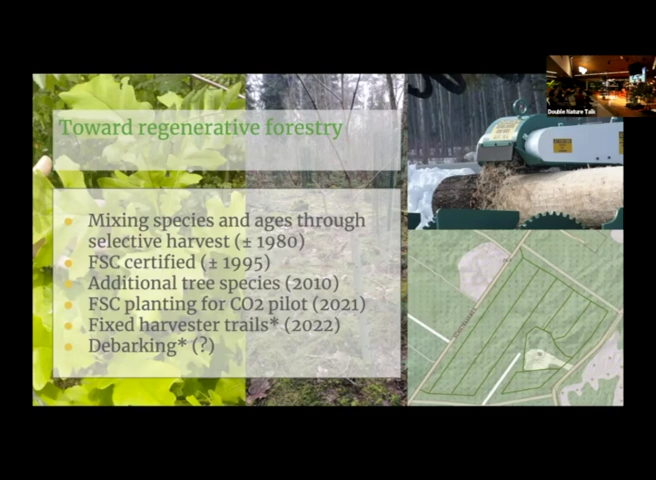 Double Nature Talk
Toward regenerative forestry
Mixing species and ages through
selective harvest (± 1980)
FSC certified (± 1995)
Additional tree species (2010)
FSC planting for CO2 pilot (2021)
Fixed harvester trails* (2022)
Debarking* (?)